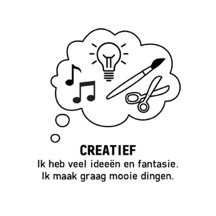 CREATIEF
Ik heb veel ideeën en fantasie.
Ik maak graag mooie dingen.